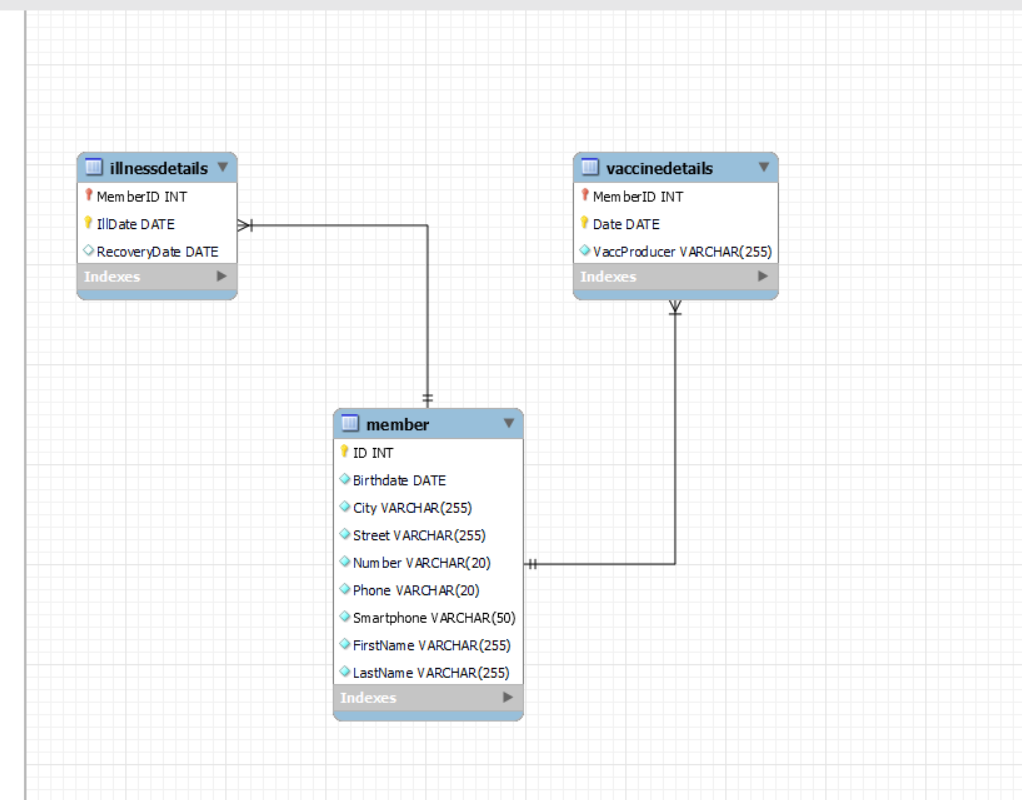 illnessdetails
MemberID INT
IllDate DATE
RecoveryDate DATE
Indexes
vaccinedetails
MemberID INT
Date DATE
VaccProducer VARCHAR(255)
Indexes
member
ID INT
Birthdate DATE
City VARCHAR(255)
Street VARCHAR(255)
Number VARCHAR(20)
Phone VARCHAR(20)
Smartphone VARCHAR(50)
FirstName VARCHAR(255)
LastName VARCHAR(255)
Indexes